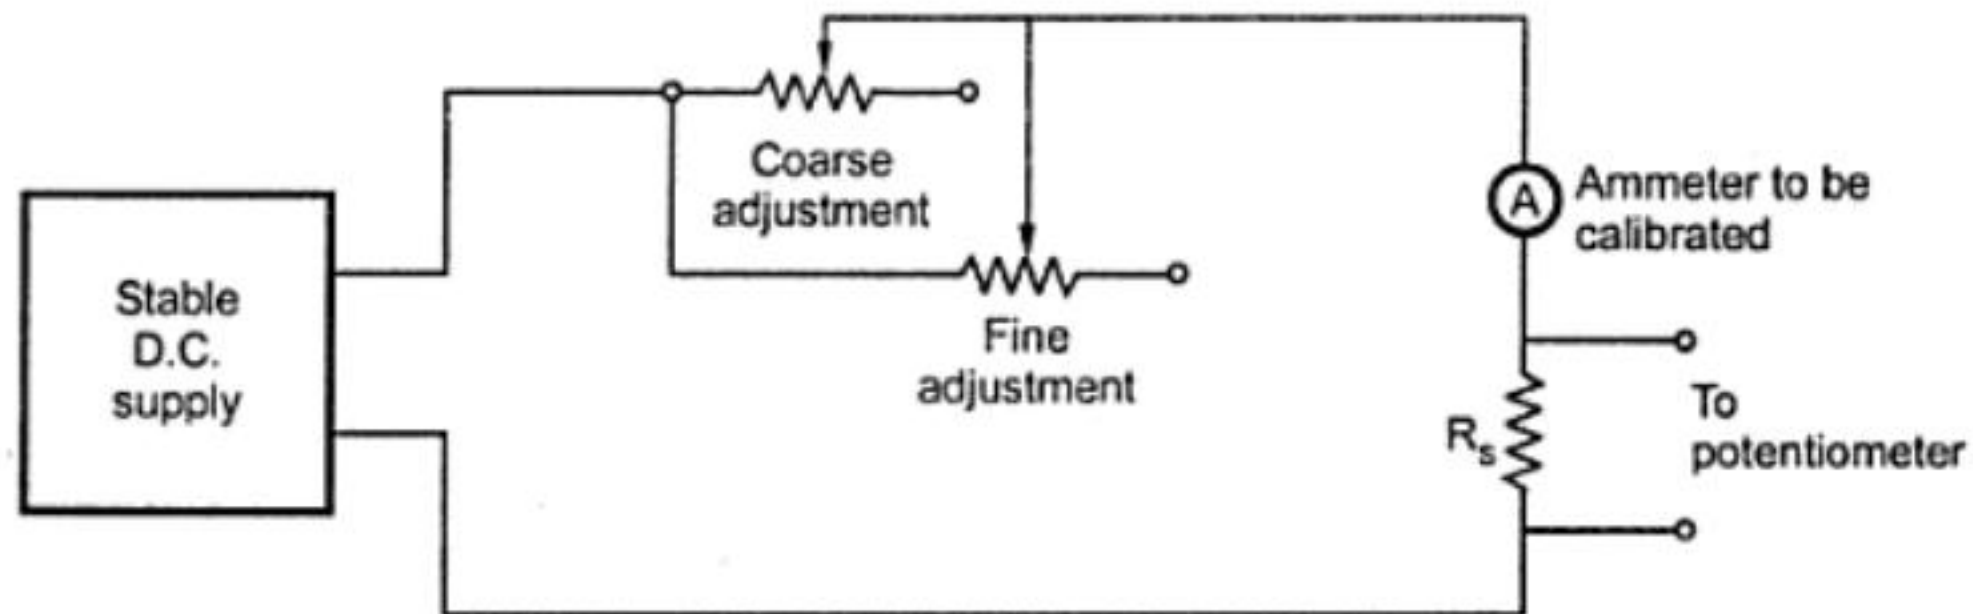 Coarse
adjustment
Stable
D.C.
supply
Fine
adjustment
A
Ammeter to be
calibrated
Rs
To
potentiometer